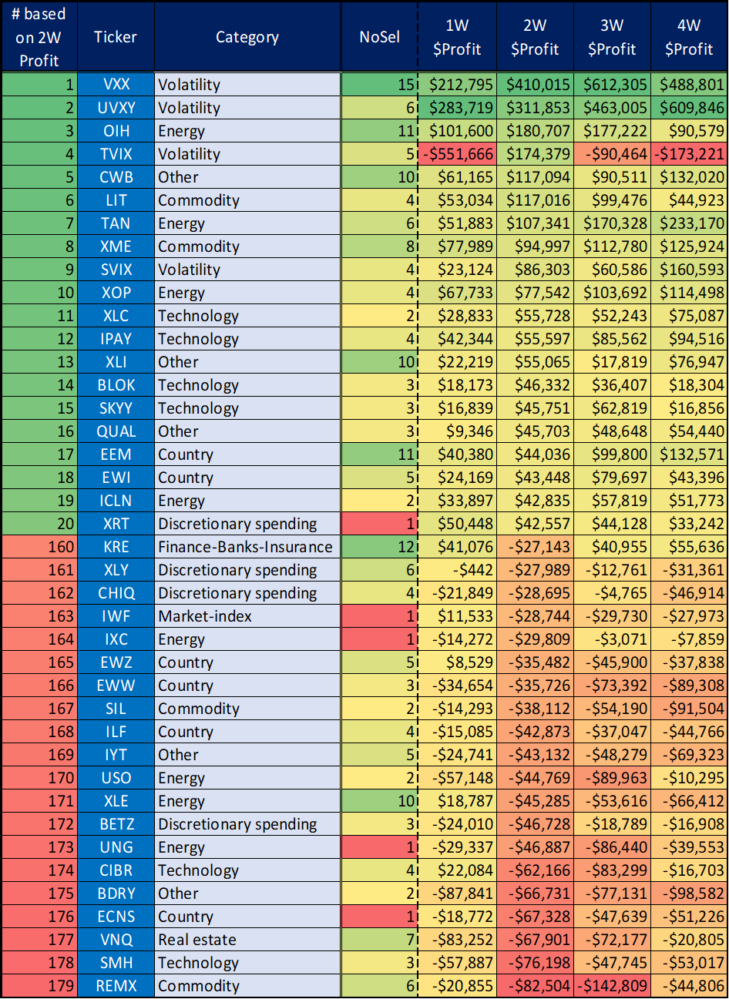 # based on 2W Profit Ticker Category NoSel 1W $Profit 2W $Profit 3W $Profit 4W $Profit
1 VXX Volatility 15 $212,795 $410,015 $612,305 $488,801
2 UVXY Volatility 6 $283,719 $311,853 $463,005 $609,846
3 OIH Energy 11 $101,600 $180,707 $177,222 $90,579
4 TVIX Volatility 5 -$551,666 $174,379 -$90,464 -$173,221
5 CWB Other 10 $61,165 $117,094 $90,511 $132,020
6 LIT Commodity 4 $53,034 $117,016 $99,476 $44,923
7 TAN Energy 6 $51,883 $107,341 $170,328 $233,170
8 XME Commodity 8 $77,989 $94,997 $112,780 $125,924
9 SVIX Volatility 4 $23,124 $86,303 $60,586 $160,593
10 XOP Energy 4 $67,733 $77,542 $103,692 $114,498
11 XLC Technology 2 $28,833 $55,728 $52,243 $75,087
12 IPAY Technology 4 $42,344 $55,597 $85,562 $94,516
13 XLI Other 10 $22,219 $55,065 $17,819 $76,947
14 BLOK Technology 3 $18,173 $46,332 $36,407 $18,304
15 SKYY Technology 3 $16,839 $45,751 $62,819 $16,856
16 QUAL Other 3 $9,346 $45,703 $48,648 $54,440
17 EEM Country 11 $40,380 $44,036 $99,800 $132,571
18 EWI Country 5 $24,169 $43,448 $79,697 $43,396
19 ICLN Energy 2 $33,897 $42,835 $57,819 $51,773
20 XRT Discretionary spending 1 $50,448 $42,557 $44,128 $33,242
160 KRE Finance-Banks-Insurance 12 $41,076 -$27,143 $40,955 $55,636
161 XLY Discretionary spending 6 -$442 -$27,989 -$12,761 -$31,361
162 CHIQ Discretionary spending 4 -$21,849 -$28,695 -$4,765 -$46,914
163 IWF Market-index 1 $11,533 -$28,744 -$29,730 -$27,973
164 IXC Energy 1 -$14,272 -$29,809 -$3,071 -$7,859
165 EWZ Country 5 $8,529 -$35,482 -$45,900 -$37,838
166 EWW Country 3 -$34,654 -$35,726 -$73,392 -$89,308
167 SIL Commodity 2 -$14,293 -$38,112 -$54,190 -$91,504
168 ILF Country 4 -$15,085 -$42,873 -$37,047 -$44,766
169 IYT Other 5 -$24,741 -$43,132 -$48,279 -$69,323
170 USO Energy 2 -$57,148 -$44,769 -$89,963 -$10,295
171 XLE Energy 10 $18,787 -$45,285 -$53,616 -$66,412
172 BETZ Discretionary spending 3 -$24,010 -$46,728 -$18,789 -$16,908
173 UNG Energy 1 -$29,337 -$46,887 -$86,440 -$39,553
174 CIBR Technology 4 $22,084 -$62,166 -$83,299 -$16,703
175 BDRY Other 2 -$87,841 -$66,731 -$77,131 -$98,582
176 ECNS Country 1 -$18,772 -$67,328 -$47,639 -$51,226
177 VNQ Real estate 7 -$83,252 -$67,901 -$72,177 -$20,805
178 SMH Technology 3 -$57,887 -$76,198 -$47,745 -$53,017
179 REMX Commodity 6 -$20,855 -$82,504 -$142,809 -$44,806